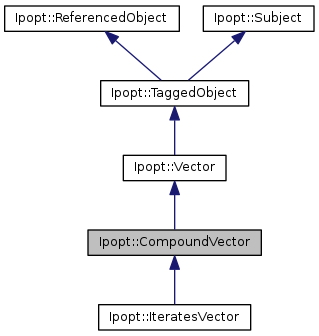 Ipopt::ReferencedObject
Ipopt::Subject
Ipopt::TaggedObject
Ipopt::Vector
Ipopt::CompoundVector
Ipopt::IteratesVector